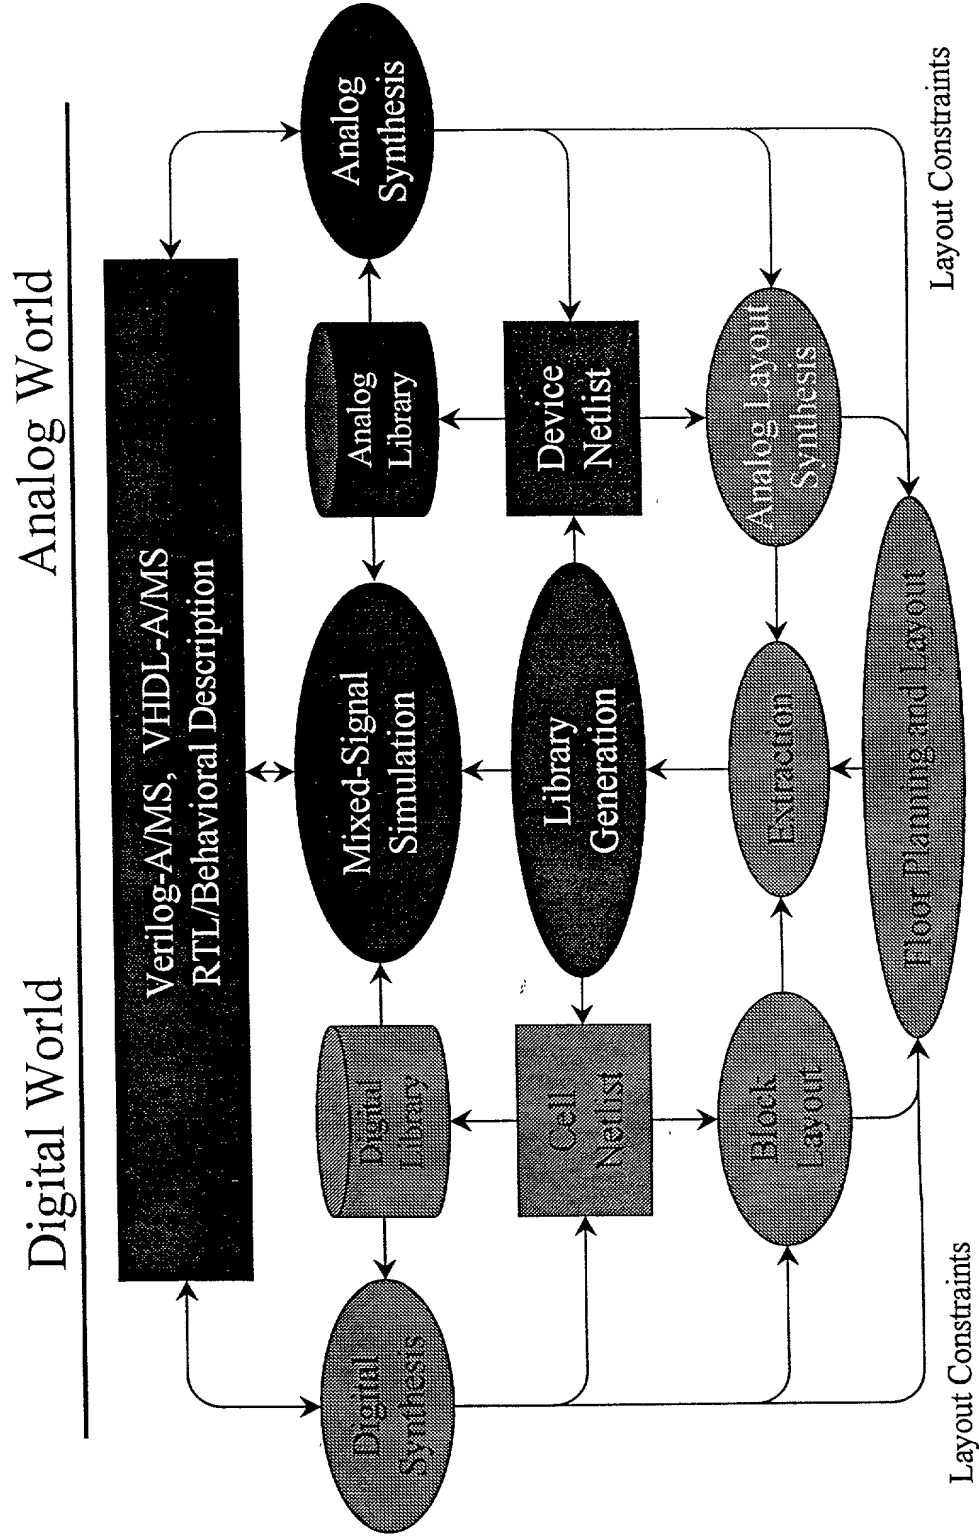 Digital World
Analog World
Verilog-A/MS, VHDL-A/MS
RTL/Behavioral Description
Digital
Synthesis
Digital
Library
Mixed-Signal
Simulation
Analog
Library
Analog
Synthesis
Cell
Netlist
Library
Generation
Device
Netlist
Block
Layout
Extraction
Analog Layout
Synthesis
Floor Planning and Layout
Layout Constraints
Layout Constraints